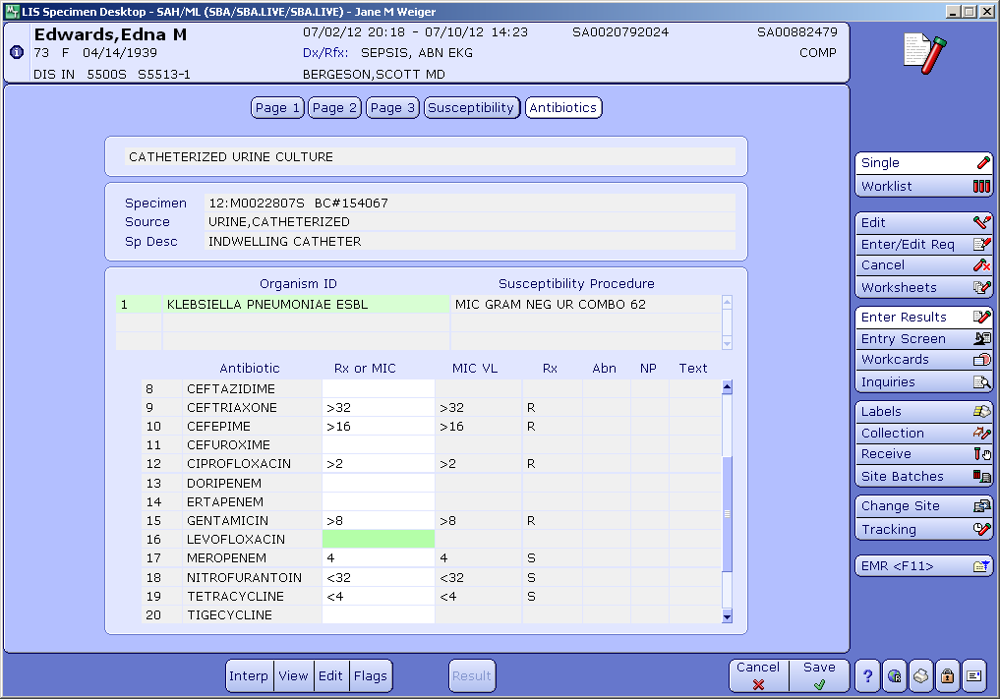 LIS Specimen Desktop - SAH/ML (SBA/SBA.LIVE/SBA.LIVE) - Jane M Weiger
Edwards,Edna M 07/02/12 20:18 - 07/10/12 14:23 SA0020792024 SA00882479
73 F 04/14/1939 Dx/Rfx: SEPSIS, ABN EKG COMP
DIS IN 5500S S5513-1 BERGESON,SCOTT MD
Page 1 Page 2 Page 3 Susceptibility Antibiotics
CATHETERIZED URINE CULTURE
Specimen 12:M0022807S BC#154067
Source URINE,CATHETERIZED
Sp Desc INDWELLING CATHETER
Organism ID Susceptibility Procedure
1 KLEBSIELLA PNEUMONIAE ESBL MIC GRAM NEG UR COMBO 62
Antibiotic Rx or MIC MIC VL Rx Abn NP Text
8 CEFTAZIDIME
9 CEFTRIAXONE >32 >32 R
10 CEFEPIME >16 >16 R
11 CEFUROXIME
12 CIPROFLOXACIN >2 >2 R
13 DORIPENEM
14 ERTAPENEM
15 GENTAMICIN >8 >8 R
16 LEVOFLOXACIN
17 MEROPENEM 4 4 S
18 NITROFURANTOIN <32 <32 S
19 TETRACYCLINE <4 <4 S
20 TIGECYCLINE
Single
Worklist
Edit
Enter/Edit Req
Cancel
Worksheets
Enter Results
Entry Screen
Workcards
Inquiries
Labels
Collection
Receive
Site Batches
Change Site
Tracking
EMR <F11>
Interp View Edit Flags Result Cancel Save ?